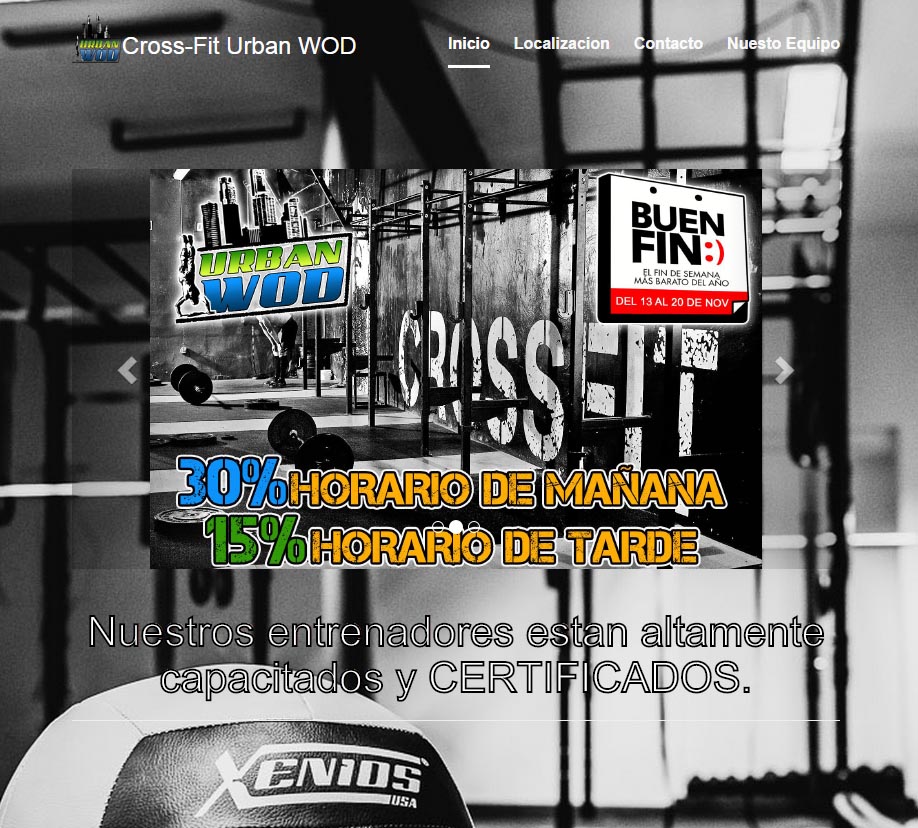 URBAN WOD
Cross-Fit Urban WOD
Inicio Localizacion Contacto Nuesto Equipo
URBAN
WOD
BUEN
FIN:)
EL FIN DE SEMANA
MÁS BARATO DEL AÑO
DEL 13 AL 20 DE NOV
CROSSFIT
30% HORARIO DE MAÑANA
15% HORARIO DE TARDE
Nuestros entrenadores estan altamente
capacitados y CERTIFICADOS.
XENIOS
USA